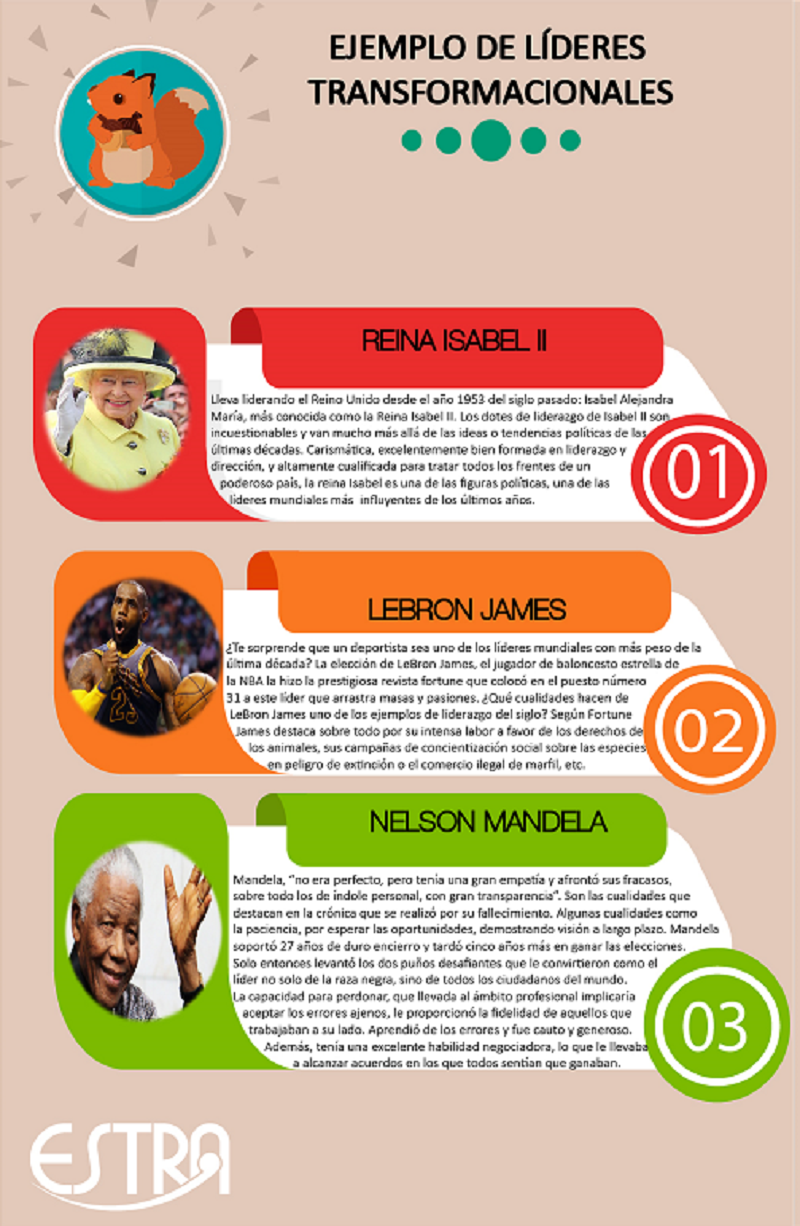 EJEMPLO DE LÍDERES
TRANSFORMACIONALES
REINA ISABEL II
Lleva liderando el Reino Unido desde el año 1953 del siglo pasado: Isabel Alejandra
María, más conocida como la Reina Isabel II. Los dotes de liderazgo de Isabel II son
incuestionables y van mucho más allá de las ideas o tendencias políticas de las
últimas décadas. Carismática, excelentemente bien formada en liderazgo y
dirección, y altamente cualificada para tratar todos los frentes de un
poderoso país, la reina Isabel es una de las figuras políticas, una de las
líderes mundiales más influyentes de los últimos años.
01
LEBRON JAMES
¿Te sorprende que un deportista sea uno de los líderes mundiales con más peso de la
última década? La elección de LeBron James, el jugador de baloncesto estrella de
la NBA la hizo la prestigiosa revista fortune que colocó en el puesto número
31 a este líder que arrastra masas y pasiones. ¿Qué cualidades hacen de
LeBron James uno de los ejemplos de liderazgo del siglo? Según Fortune
James destaca sobre todo por su intensa labor a favor de los derechos de
los animales, sus campañas de concientización social sobre las especies
en peligro de extinción o el comercio ilegal de marfil, etc.
02
23
NELSON MANDELA
Mandela, "no era perfecto, pero tenía una gran empatía y afrontó sus fracasos,
sobre todo los de índole personal, con gran transparencia". Son las cualidades que
destacan en la crónica que se realizó por su fallecimiento. Algunas cualidades como
la paciencia, por esperar las oportunidades, demostrando visión a largo plazo. Mandela
soportó 27 años de duro encierro y tardó cinco años más en ganar las elecciones.
Solo entonces levantó los dos puños desafiantes que le convirtieron como el
líder no solo de la raza negra, sino de todos los ciudadanos del mundo.
La capacidad para perdonar, que llevada al ámbito profesional implicaría
aceptar los errores ajenos, le proporcionó la fidelidad de aquellos que
trabajaban a su lado. Aprendió de los errores y fue cauto y generoso.
Además, tenía una excelente habilidad negociadora, lo que le llevaba
a alcanzar acuerdos en los que todos sentían que ganaban.
03
ESTRA